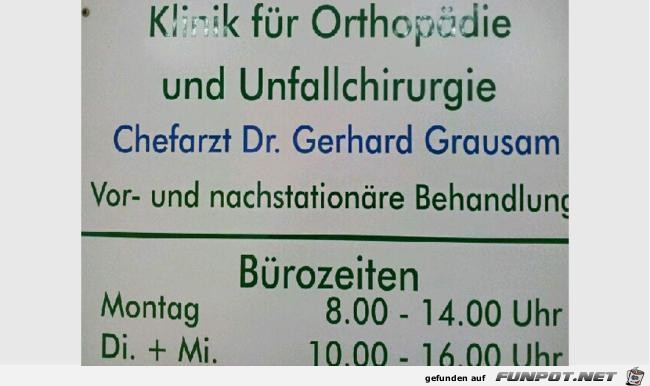 Klinik für Orthopädie
und Unfallchirurgie
Chefarzt Dr. Gerhard Grausam
Vor- und nachstationäre Behandlung
Bürozeiten
Montag 8.00 - 14.00 Uhr
Di. + Mi. 10.00 - 16.00 Uhr
gefunden auf FUNPOT.NET